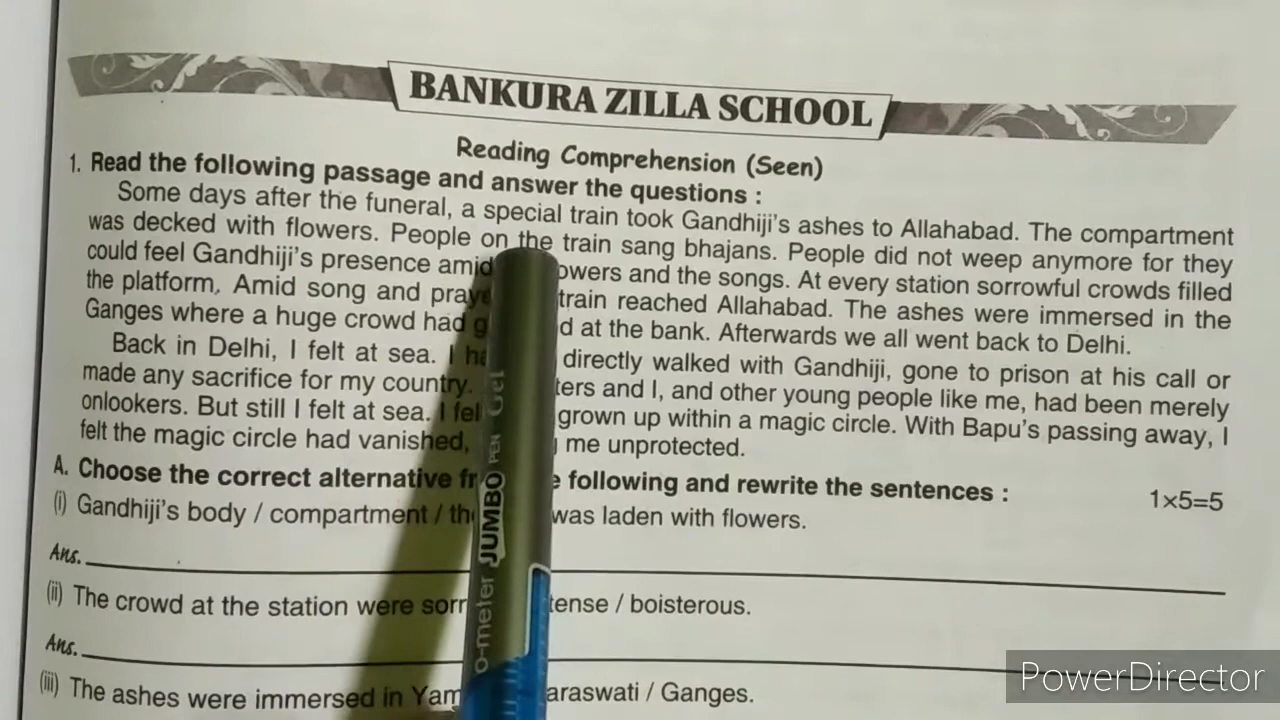 BANKURA ZILLA SCHOOL
Reading Comprehension (Seen)
1. Read the following passage and answer the questions :
Some days after the funeral, a special train took Gandhiji's ashes to Allahabad. The compartment
was decked with flowers. People on the train sang bhajans. People did not weep anymore for they
could feel Gandhiji's presence amid owers and the songs. At every station sorrowful crowds filled
the platform. Amid song and pray train reached Allahabad. The ashes were immersed in the
Ganges where a huge crowd had g d at the bank. Afterwards we all went back to Delhi.
Back in Delhi, I felt at sea. I ha directly walked with Gandhiji, gone to prison at his call or
made any sacrifice for my country. ters and I, and other young people like me, had been merely
onlookers. But still I felt at sea. I fel grown up within a magic circle. With Bapu's passing away, I
felt the magic circle had vanished, me unprotected.
A. Choose the correct alternative fr e following and rewrite the sentences : 1×5=5
(i) Gandhiji's body / compartment / th was laden with flowers.
Ans.
(ii) The crowd at the station were sorr tense / boisterous.
Ans.
(iii) The ashes were immersed in Yam araswati / Ganges.
o-meter JUMBO PEN Gel
PowerDirector